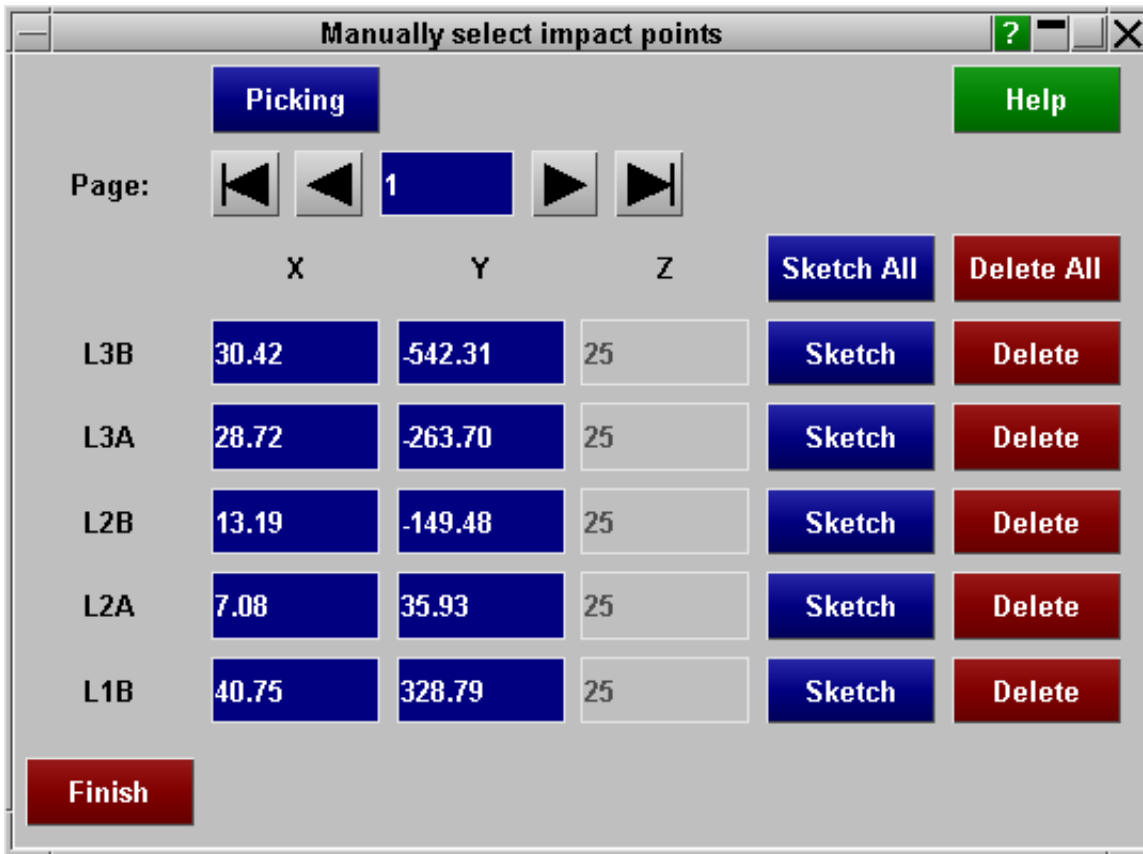 Manually select impact points ?
Picking Help
Page: 1
X Y Z Sketch All Delete All
L3B 30.42 -542.31 25 Sketch Delete
L3A 28.72 -263.70 25 Sketch Delete
L2B 13.19 -149.48 25 Sketch Delete
L2A 7.08 35.93 25 Sketch Delete
L1B 40.75 328.79 25 Sketch Delete
Finish